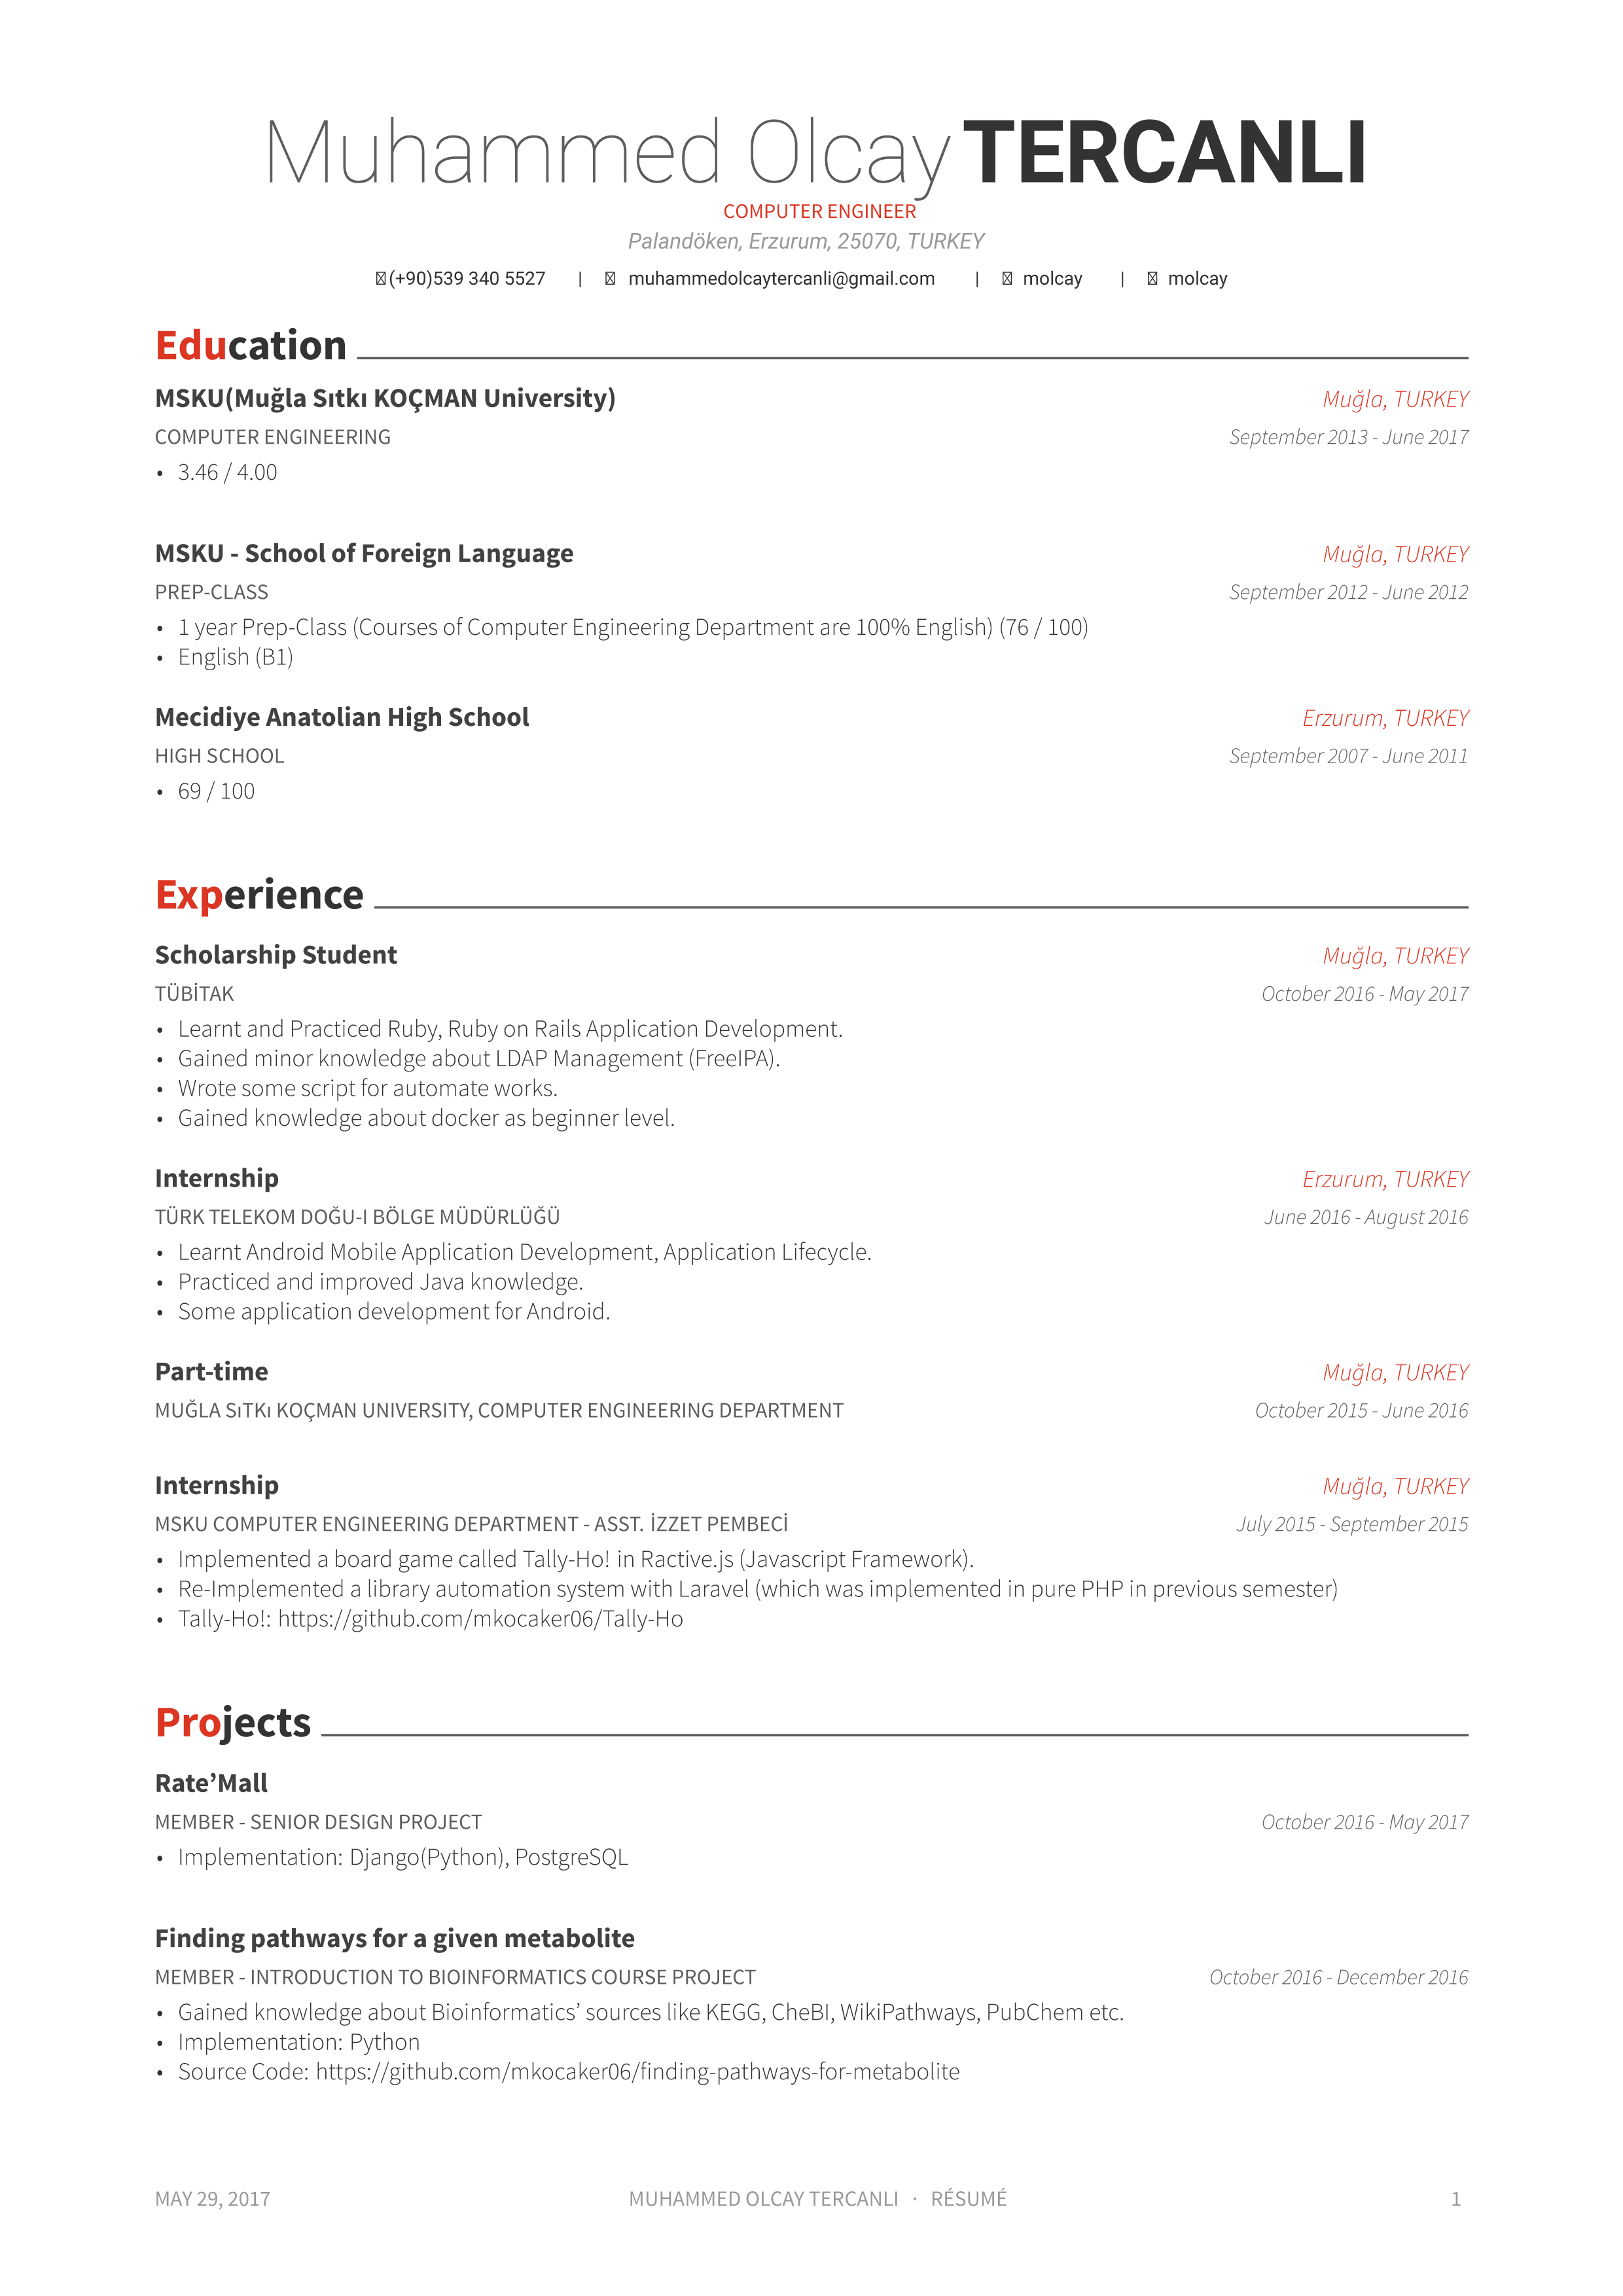 Muhammed Olcay TERCANLI
COMPUTER ENGINEER
Palandöken, Erzurum, 25070, TURKEY
(+90)539 340 5527 | muhammedolcaytercanli@gmail.com | molcay | molcay
Education
MSKU(Muğla Sıtkı KOÇMAN University) Muğla, TURKEY
COMPUTER ENGINEERING September 2013 - June 2017
• 3.46 / 4.00
MSKU - School of Foreign Language Muğla, TURKEY
PREP-CLASS September 2012 - June 2012
• 1 year Prep-Class (Courses of Computer Engineering Department are 100% English) (76 / 100)
• English (B1)
Mecidiye Anatolian High School Erzurum, TURKEY
HIGH SCHOOL September 2007 - June 2011
• 69 / 100
Experience
Scholarship Student Muğla, TURKEY
TÜBİTAK October 2016 - May 2017
• Learnt and Practiced Ruby, Ruby on Rails Application Development.
• Gained minor knowledge about LDAP Management (FreeIPA).
• Wrote some script for automate works.
• Gained knowledge about docker as beginner level.
Internship Erzurum, TURKEY
TÜRK TELEKOM DOĞU-I BÖLGE MÜDÜRLÜĞÜ June 2016 - August 2016
• Learnt Android Mobile Application Development, Application Lifecycle.
• Practiced and improved Java knowledge.
• Some application development for Android.
Part-time Muğla, TURKEY
MUĞLA SıTKı KOÇMAN UNIVERSITY, COMPUTER ENGINEERING DEPARTMENT October 2015 - June 2016
Internship Muğla, TURKEY
MSKU COMPUTER ENGINEERING DEPARTMENT - ASST. İZZET PEMBECİ July 2015 - September 2015
• Implemented a board game called Tally-Ho! in Ractive.js (Javascript Framework).
• Re-Implemented a library automation system with Laravel (which was implemented in pure PHP in previous semester)
• Tally-Ho!: https://github.com/mkocaker06/Tally-Ho
Projects
Rate’Mall
MEMBER - SENIOR DESIGN PROJECT October 2016 - May 2017
• Implementation: Django(Python), PostgreSQL
Finding pathways for a given metabolite
MEMBER - INTRODUCTION TO BIOINFORMATICS COURSE PROJECT October 2016 - December 2016
• Gained knowledge about Bioinformatics’ sources like KEGG, CheBI, WikiPathways, PubChem etc.
• Implementation: Python
• Source Code: https://github.com/mkocaker06/finding-pathways-for-metabolite
MAY 29, 2017 MUHAMMED OLCAY TERCANLI · RÉSUMÉ 1